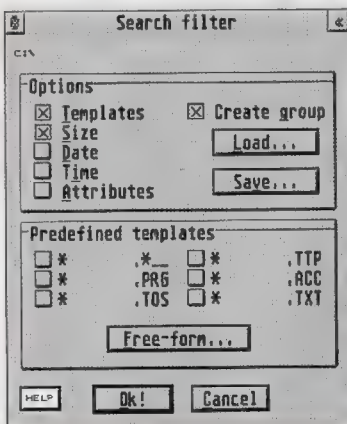 Search filter
C:\
Options
Templates Create group
Size Load...
Date
Time Save...
Attributes
Predefined templates
* .*__ * .TTP
* .PRG * .ACC
* .TOS * .TXT
Free-form...
HELP Ok! Cancel